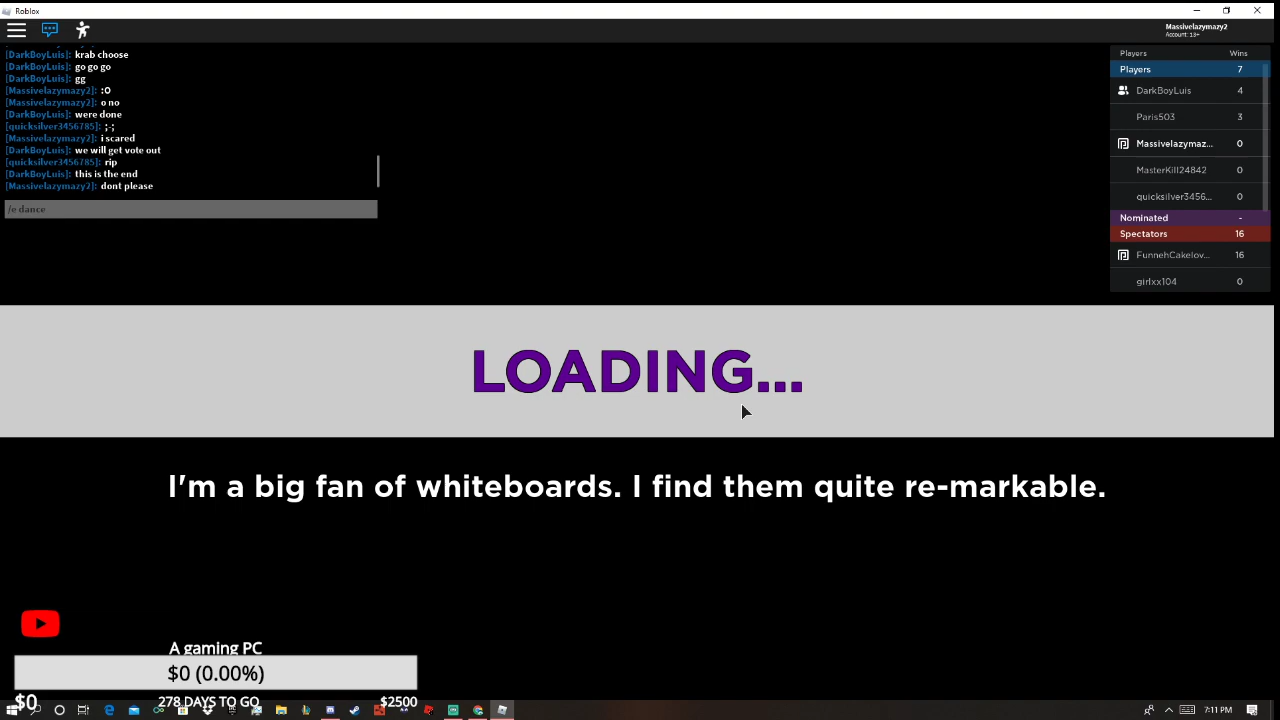 Roblox
Massivelazymazy2
Account: 13+
[DarkBoyLuis]: krab choose
[DarkBoyLuis]: go go go
[DarkBoyLuis]: gg
[Massivelazymazy2]: :O
[Massivelazymazy2]: o no
[DarkBoyLuis]: were done
[quicksilver3456785]: ;-;
[Massivelazymazy2]: i scared
[DarkBoyLuis]: we will get vote out
[quicksilver3456785]: rip
[DarkBoyLuis]: this is the end
[Massivelazymazy2]: dont please
/e dance
Players Wins
Players 7
DarkBoyLuis 4
Paris503 3
Massivelazymaz... 0
MasterKill24842 0
quicksilver3456... 0
Nominated -
Spectators 16
FunnehCakelov... 16
girlxx104 0
LOADING...
I'm a big fan of whiteboards. I find them quite re-markable.
A gaming PC
$0 (0.00%)
$0 278 DAYS TO GO $2500
7:11 PM